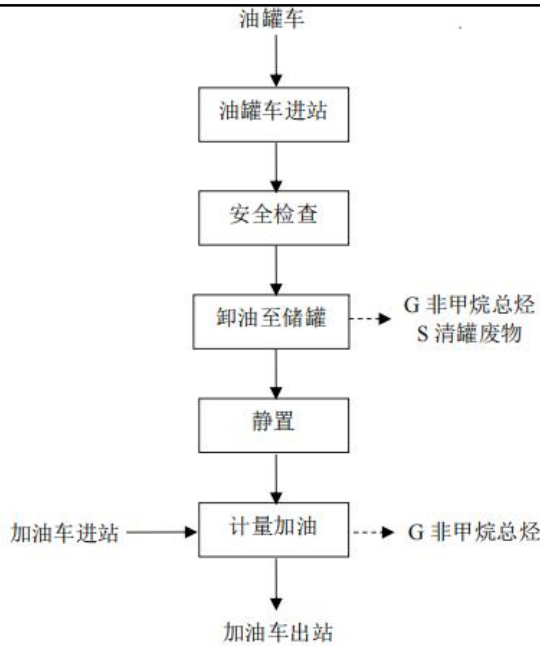 油罐车
油罐车进站
安全检查
卸油至储罐
G 非甲烷总烃
S 清罐废物
静置
加油车进站
计量加油
G 非甲烷总烃
加油车出站